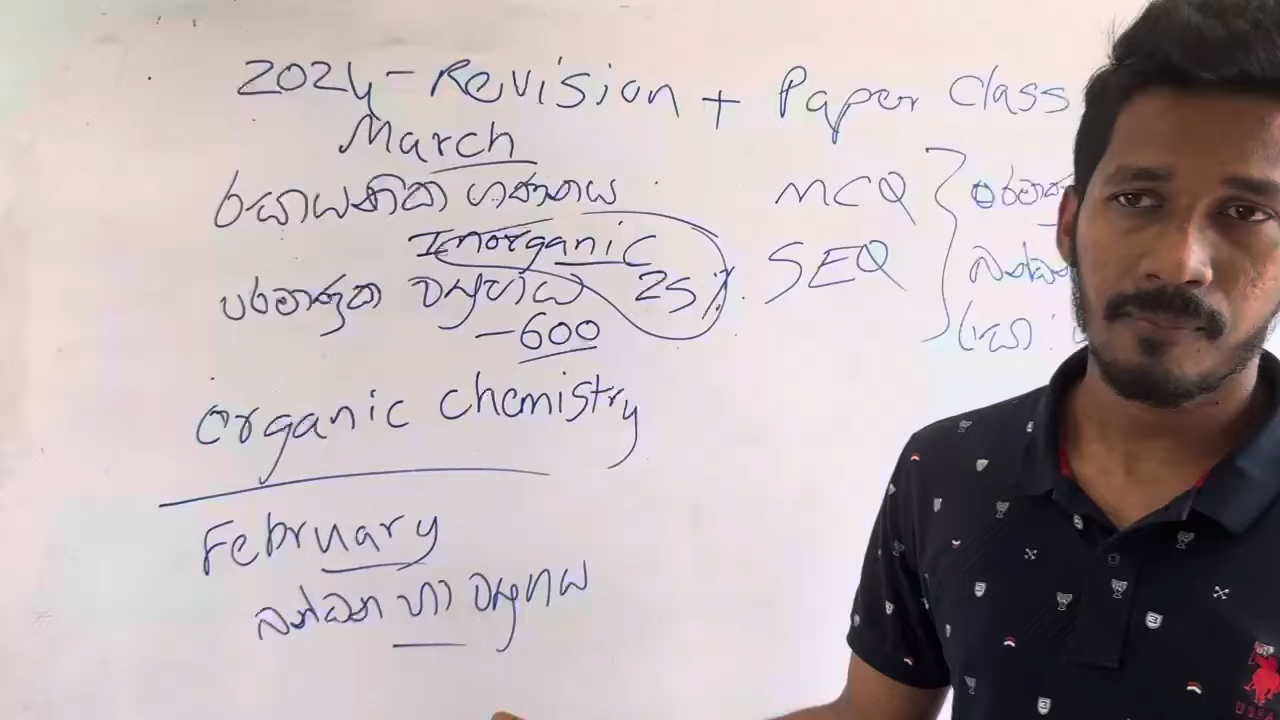 2024 - Revision + Paper Class
March
රසායනික ගණනය
MCQ
Inorganic
SEQ
පරමාණුක ව්‍යුහය 25%.
- 600
Organic chemistry
February
බන්ධන හා ව්‍යුහය